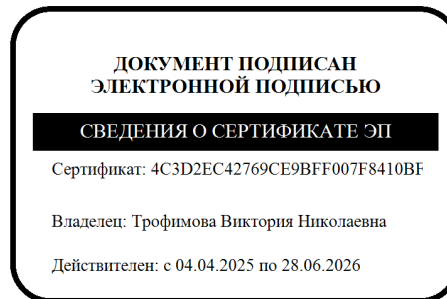 ДОКУМЕНТ ПОДПИСАН
ЭЛЕКТРОННОЙ ПОДПИСЬЮ
СВЕДЕНИЯ О СЕРТИФИКАТЕ ЭП
Сертификат: 4C3D2EC42769CE9BFF007F8410BF
Владелец: Трофимова Виктория Николаевна
Действителен: с 04.04.2025 по 28.06.2026